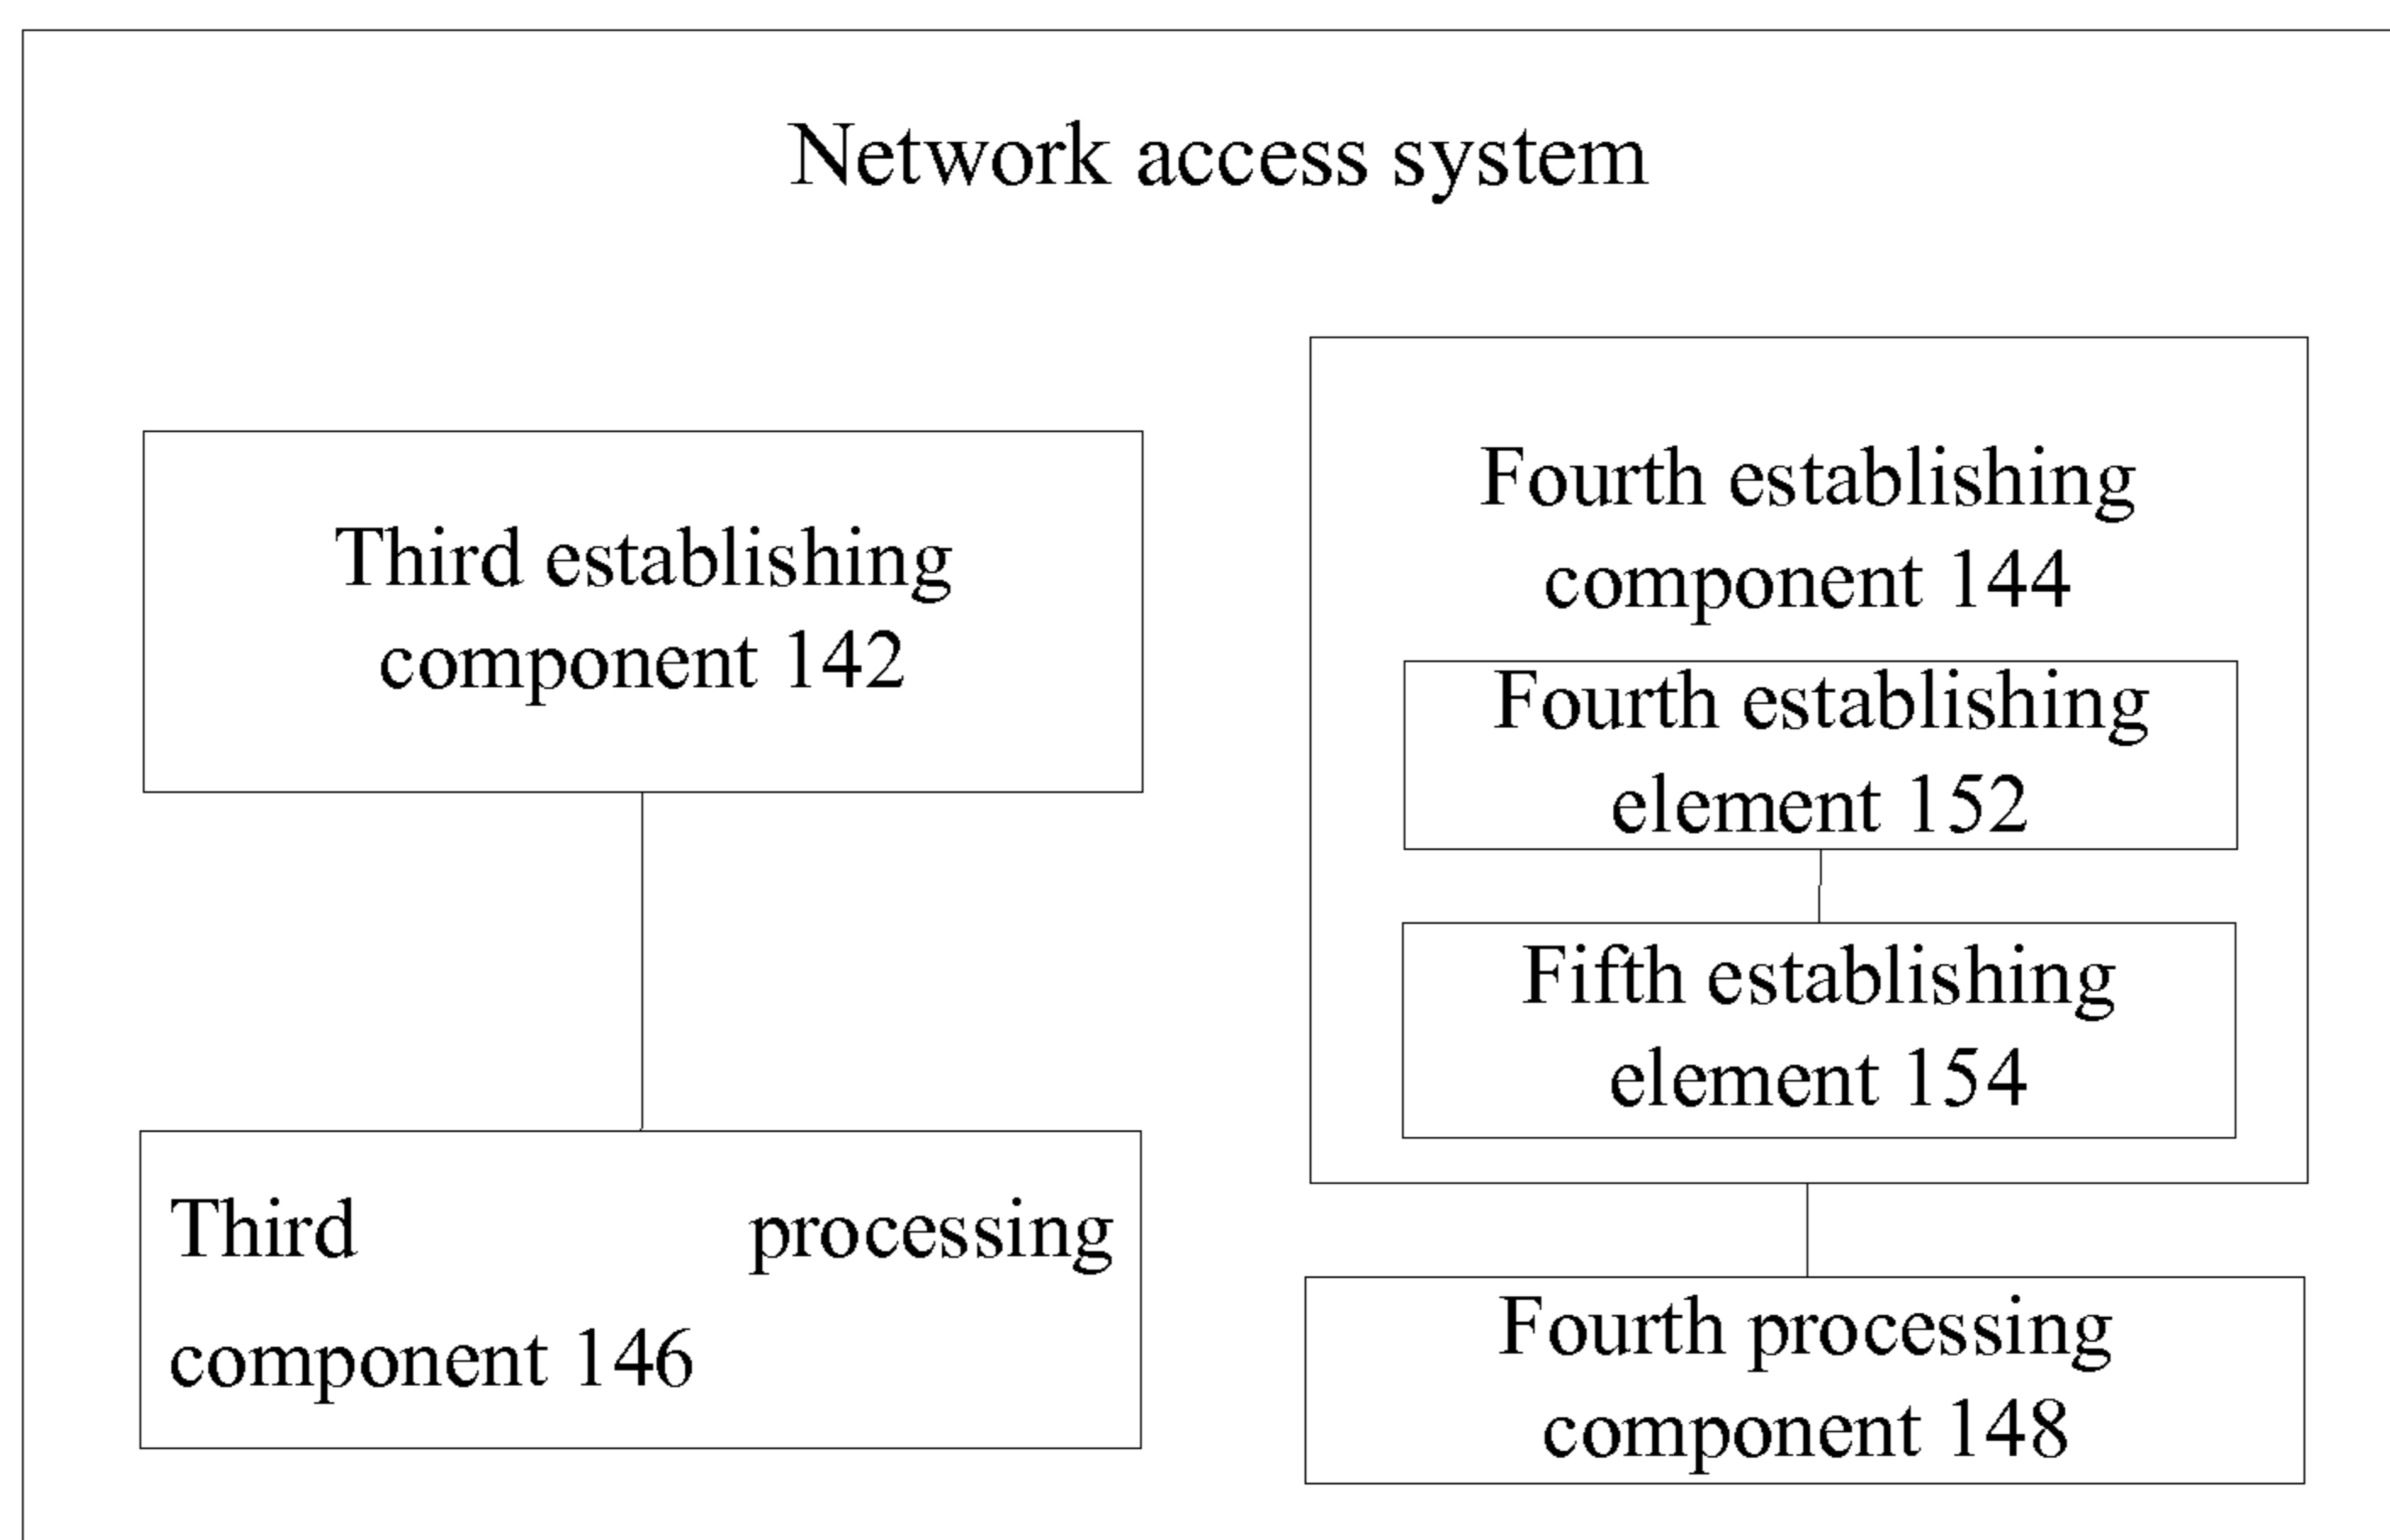 Network access system
Third establishing
component 142
Third processing
component 146
Fourth establishing
component 144
Fourth establishing
element 152
Fifth establishing
element 154
Fourth processing
component 148